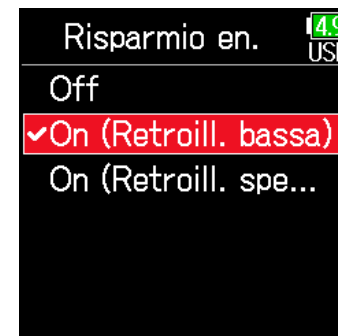 Risparmio en.
Off
On (Retroill. bassa)
On (Retroill. spe...